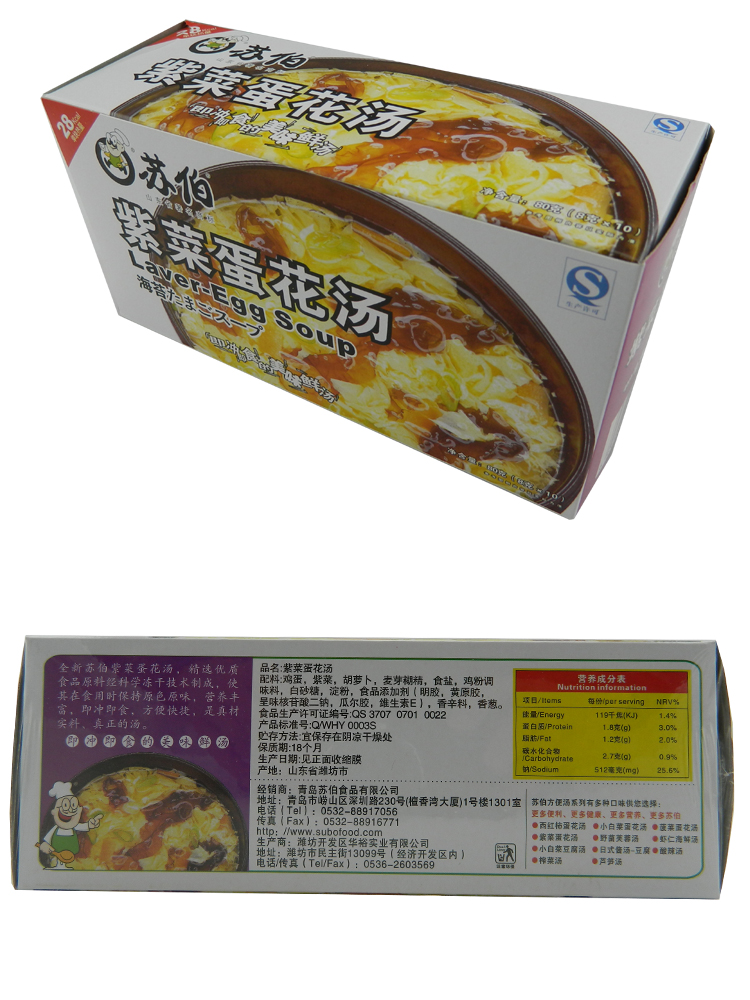 苏伯
紫菜蛋花汤
即冲即食的美味鲜汤
净含量：80克（8克×10）
28
苏伯
紫菜蛋花汤
Laver-Egg Soup
海苔たまごスープ
即冲即食的美味鲜汤
净含量：80克（8克×10）
全新苏伯紫菜蛋花汤，精选优质
食品原料经科学冻干技术制成，使
其在食用时保持原色原味，营养丰
富，即冲即食，方便快捷，是真材
实料，真正的汤。
即冲即食的美味鲜汤
品名:紫菜蛋花汤
配料:鸡蛋，紫菜，胡萝卜，麦芽糊精，食盐，鸡粉调
味料，白砂糖，淀粉，食品添加剂（明胶，黄原胶，
呈味核苷酸二钠，瓜尔胶，维生素E），香辛料，香葱。
食品生产许可证编号:QS 3707 0701 0022
产品标准号:Q/WHY 0003S
贮存方法:宜保存在阴凉干燥处
保质期:18个月
生产日期:见正面收缩膜
产地: 山东省潍坊市
经销商: 青岛苏伯食品有限公司
地址: 青岛市崂山区深圳路230号(檀香湾大厦)1号楼1301室
电话（Tel）: 0532-88917056
传真（Fax）: 0532-88916771
http://www.subofood.com
生产商: 潍坊开发区华裕实业有限公司
地址: 潍坊市民主街13099号（经济开发区内）
电话/传真（Tel/Fax）: 0536-2603569
营养成分表
Nutrition information
项目/Items 每份/per serving NRV%
能量/Energy 119千焦(KJ) 1.4%
蛋白质/Protein 1.8克(g) 3.0%
脂肪/Fat 1.2克(g) 2.0%
碳水化合物
/Carbohydrate 2.7克(g) 0.9%
钠/Sodium 512毫克(mg) 25.6%
苏伯方便汤系列有多种口味供您选择:
更多便利、更多健康、更多营养、更多苏伯
西红柿蛋花汤 小白菜蛋花汤 菠菜蛋花汤
紫菜蛋花汤 野菌芙蓉汤 虾仁海鲜汤
小白菜豆腐汤 日式酱汤-豆腐 酸辣汤
榨菜汤 芦笋汤